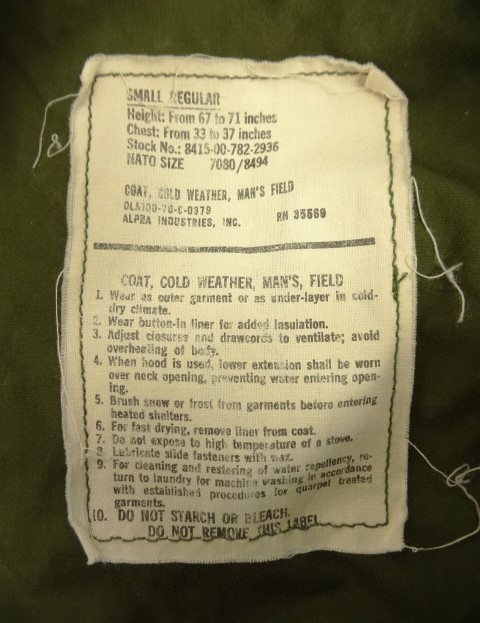 SMALL REGULAR
Height: From 67 to 71 inches
Chest: From 33 to 37 inches
Stock No.: 8415-00-782-2936
NATO SIZE 7080/8494
COAT, COLD WEATHER, MAN'S FIELD
DLA100-78-C-0379
ALPHA INDUSTRIES, INC. RN 35569
COAT, COLD WEATHER, MAN'S, FIELD
1. Wear as outer garment or as under-layer in cold-
dry climate.
2. Wear button-in liner for added insulation.
3. Adjust closures and drawcords to ventilate; avoid
overheating of body.
4. When hood is used, lower extension shall be worn
over neck opening, preventing water entering open-
ing.
5. Brush snow or frost from garments before entering
heated shelters.
6. For fast drying, remove liner from coat.
7. Do not expose to high temperature of a stove.
8. Lubricate slide fasteners with wax.
9. For cleaning and restoring of water repellency, re-
turn to laundry for machine washing in accordance
with established procedures for quarpel treated
garments.
10. DO NOT STARCH OR BLEACH.
DO NOT REMOVE THIS LABEL